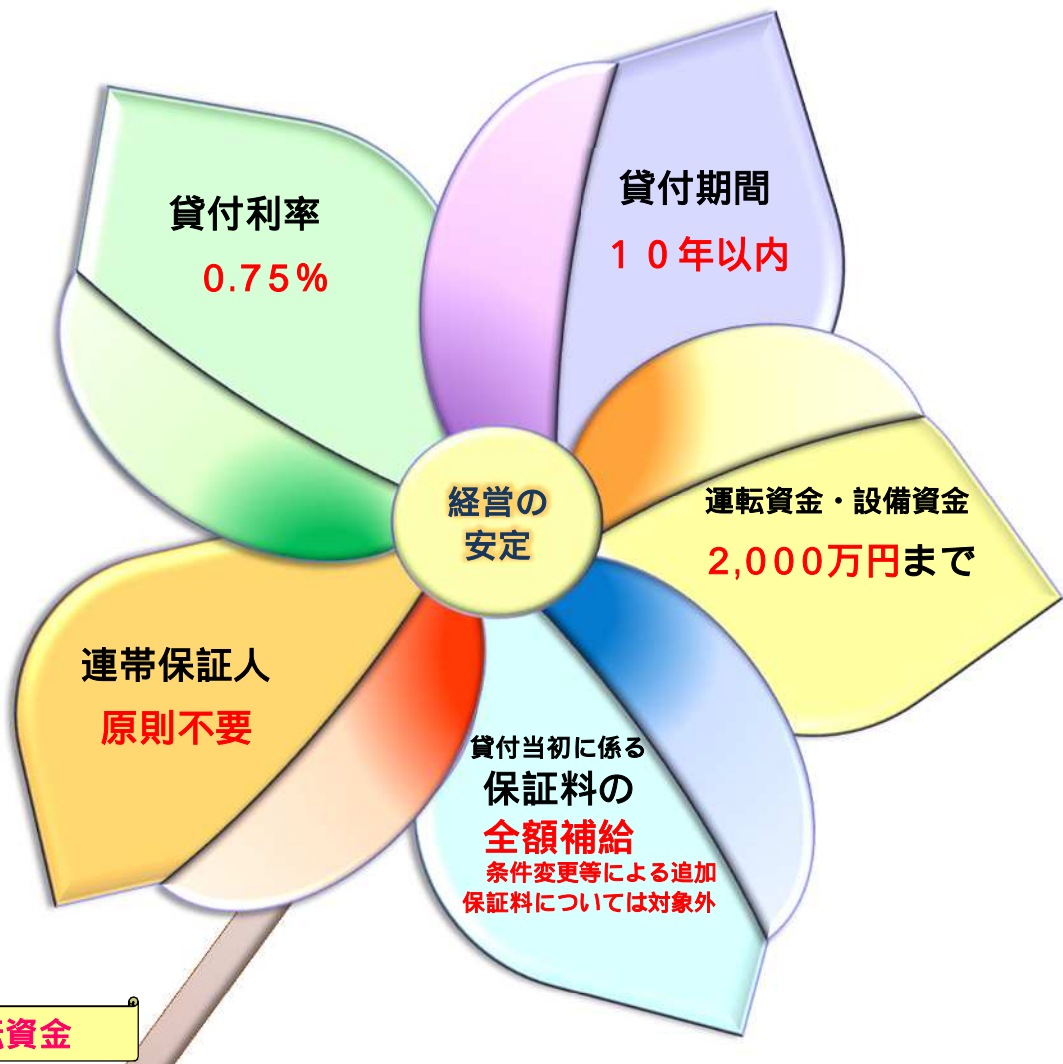 貸付利率
0.75%
貸付期間
10年以内
運転資金・設備資金
2,000万円まで
経営の
安定
連帯保証人
原則不要
貸付当初に係る
保証料の
全額補給
条件変更等による追加
保証料については対象外
資金